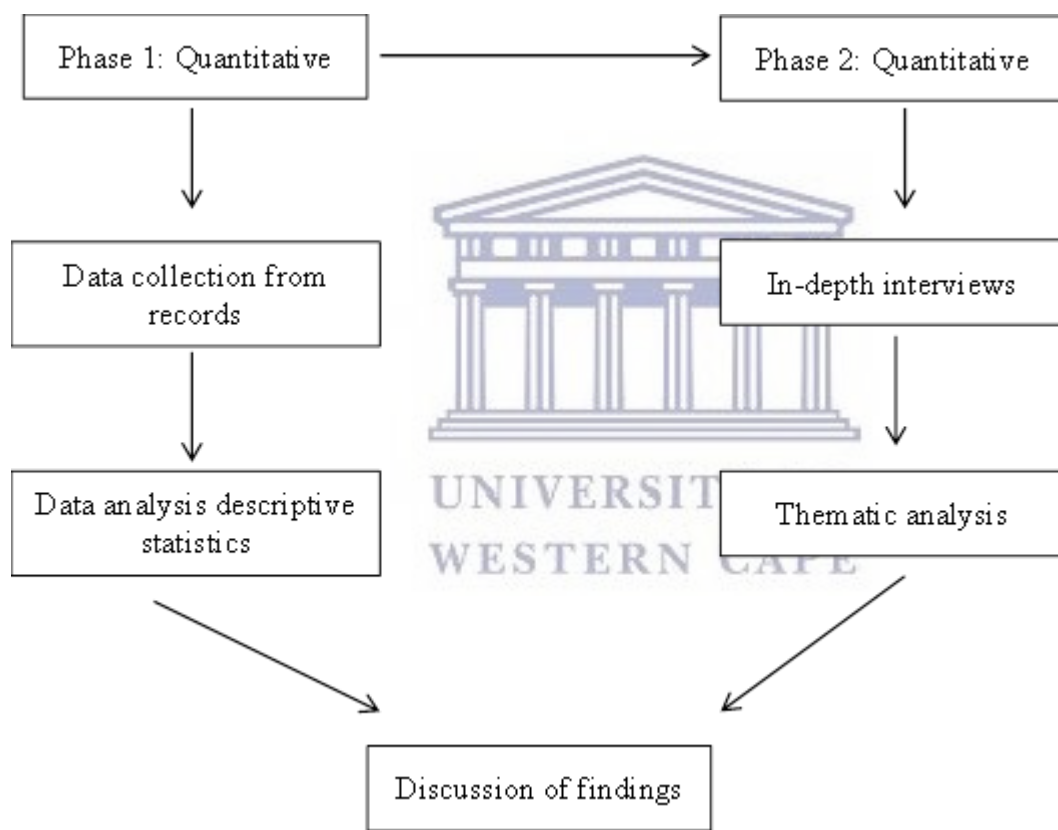 Phase 1: Quantitative
Phase 2: Quantitative
Data collection from
records
In-depth interviews
Data analysis descriptive
statistics
Thematic analysis
UNIVERSIT
WESTERN CAPE
Discussion of findings